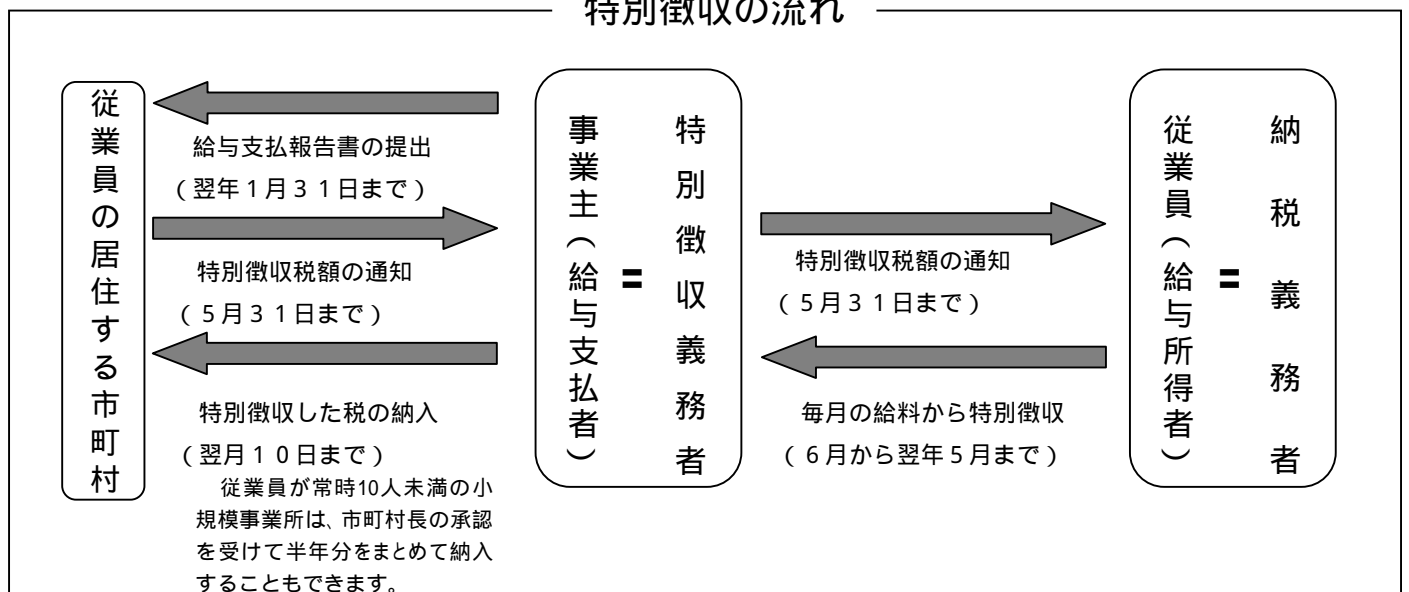 特別徴収の流れ
従業員の居住する市町村
給与支払報告書の提出
(翌年1月31日まで)
特別徴収税額の通知
(5月31日まで)
特別徴収した税の納入
(翌月10日まで)
従業員が常時10人未満の小
規模事業所は、市町村長の承認
を受けて半年分をまとめて納入
することもできます。
特別徴収義務者
=
事業主(給与支払者)
特別徴収税額の通知
(5月31日まで)
毎月の給料から特別徴収
(6月から翌年5月まで)
納税義務者
=
従業員(給与所得者)